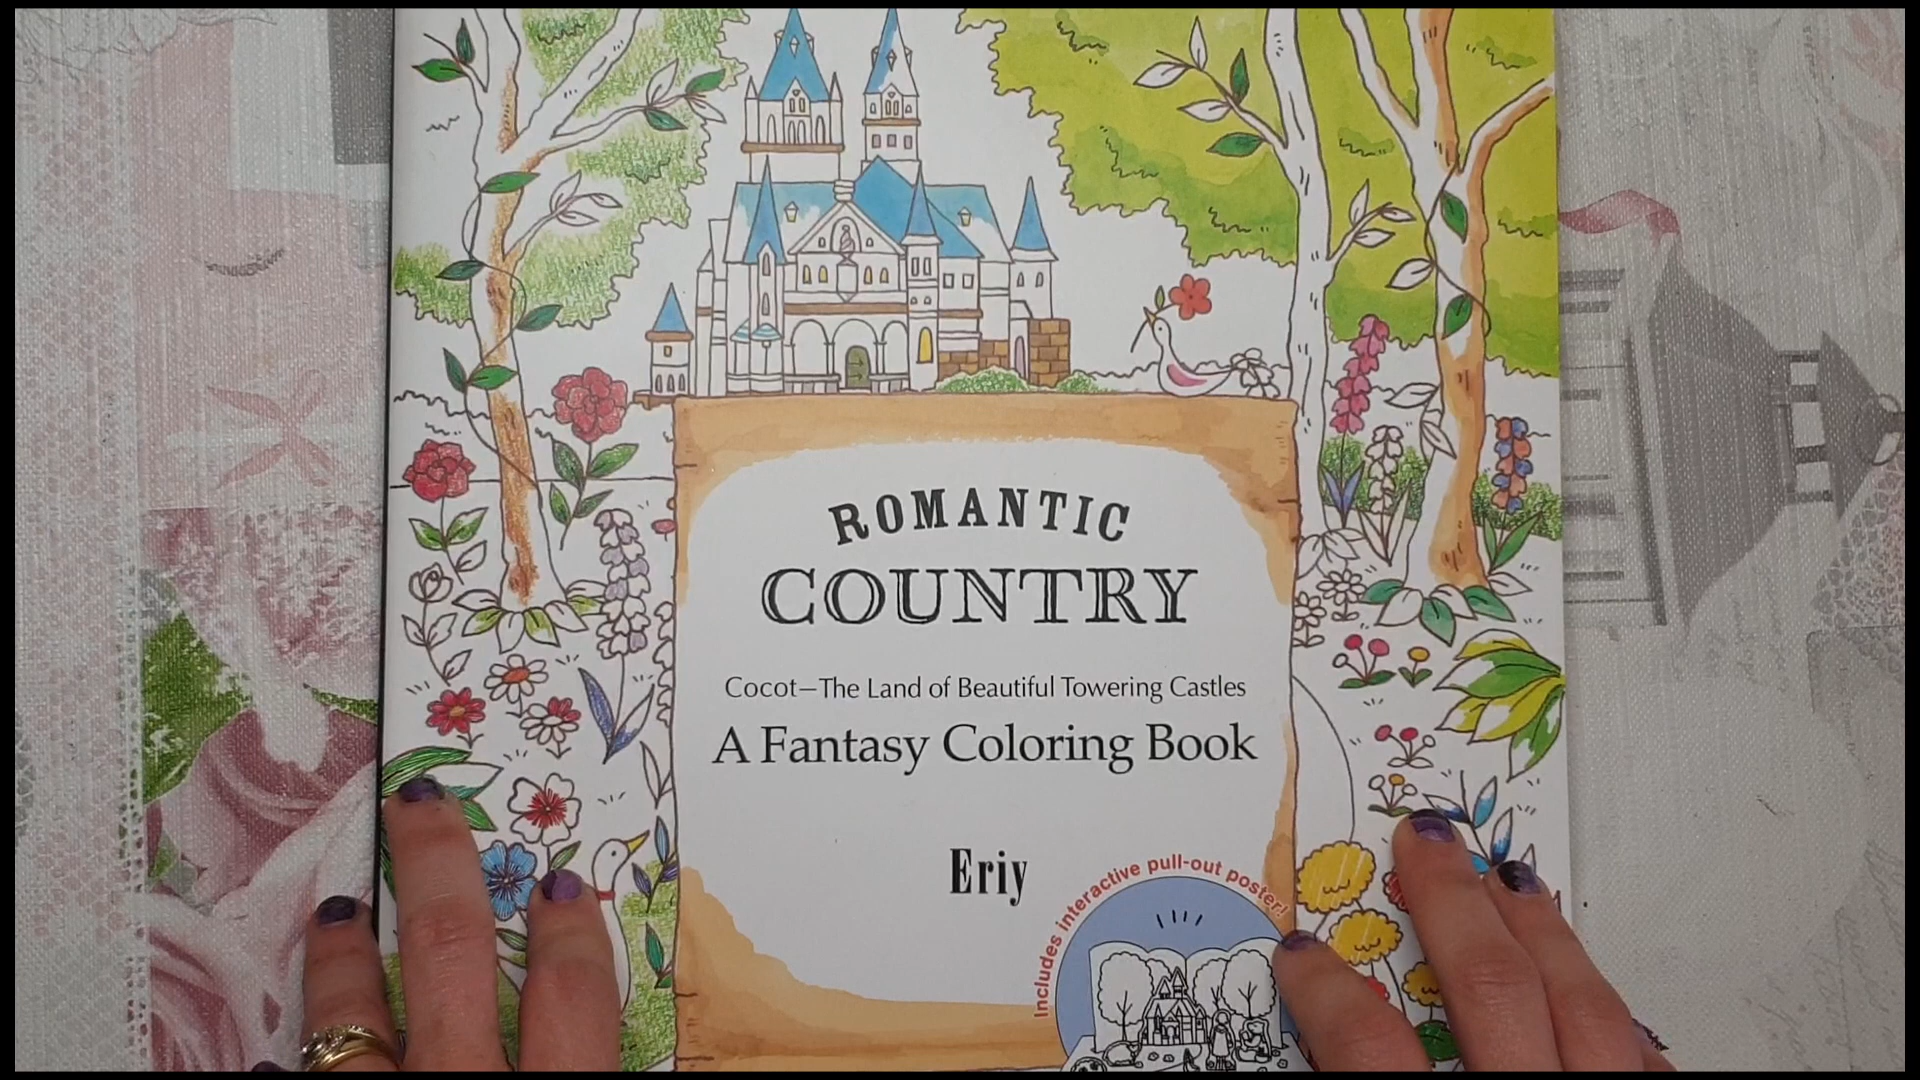 ROMANTIC
COUNTRY
Cocot—The Land of Beautiful Towering Castles
A Fantasy Coloring Book
Eriy
Includes interactive pull-out poster!